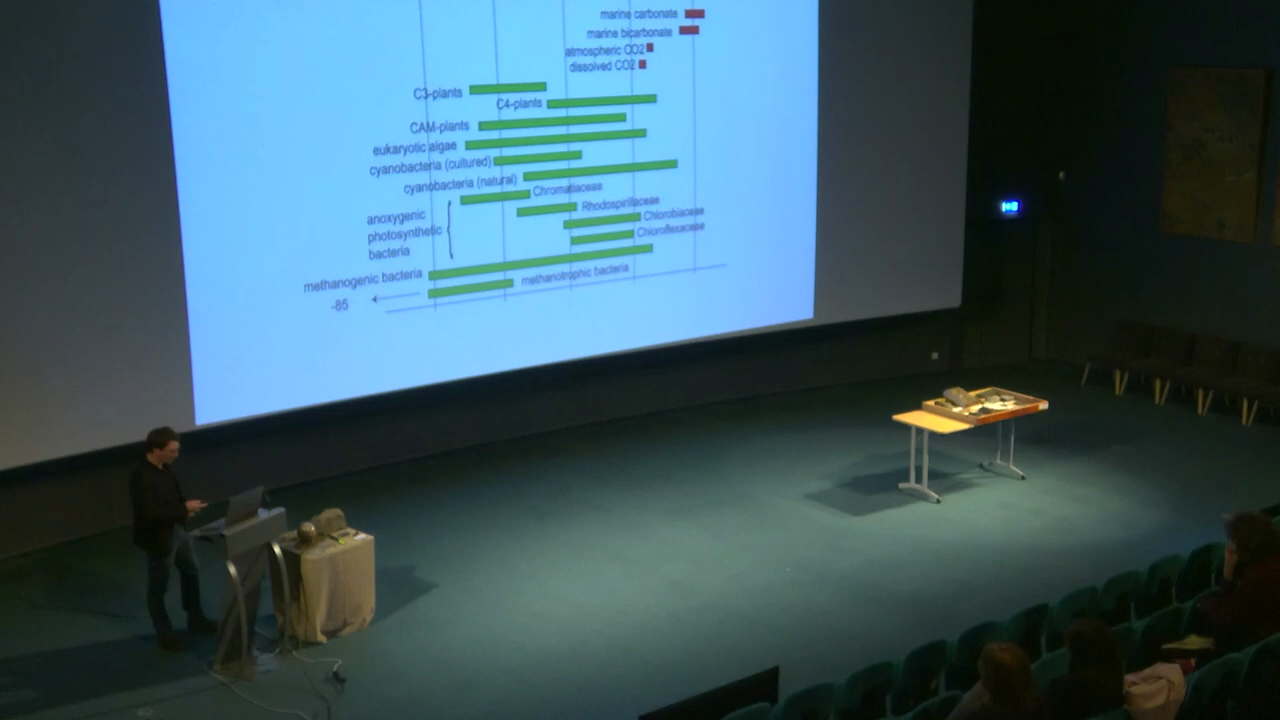 marine carbonate
marine bicarbonate
atmospheric CO2
dissolved CO2
C3-plants
C4-plants
CAM-plants
eukaryotic algae
cyanobacteria (cultured)
cyanobacteria (natural)
Chromatiaceae
anoxygenic
photosynthetic
bacteria
Rhodospirillaceae
Chlorobiaceae
Chloroflexaceae
methanogenic bacteria
methanotrophic bacteria
-85